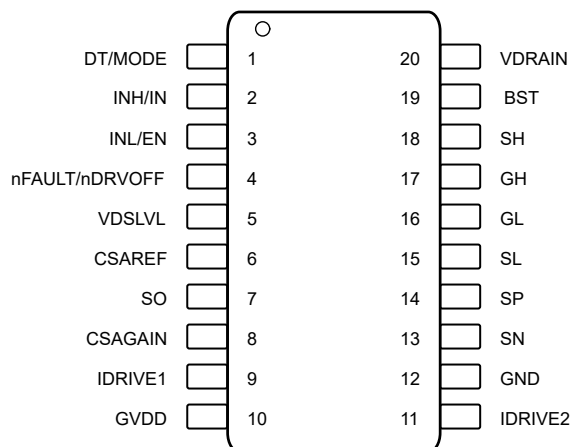 DT/MODE 1 20 VDRAIN
INH/IN 2 19 BST
INL/EN 3 18 SH
nFAULT/nDRVOFF 4 17 GH
VDSLVL 5 16 GL
CSAREF 6 15 SL
SO 7 14 SP
CSAGAIN 8 13 SN
IDRIVE1 9 12 GND
GVDD 10 11 IDRIVE2